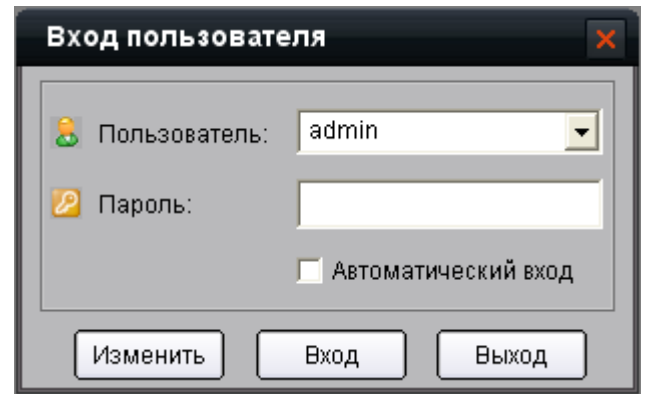 Вход пользователя
Пользователь: admin
Пароль:
Автоматический вход
Изменить Вход Выход